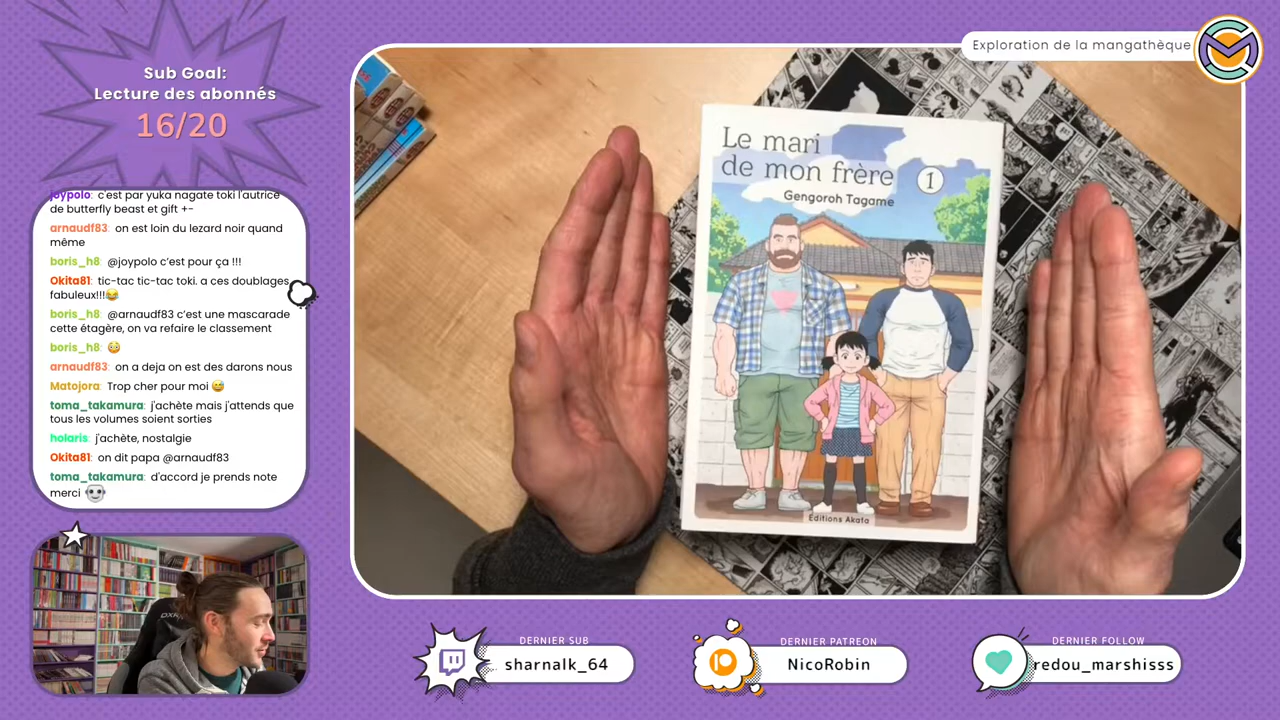 Sub Goal:
Lecture des abonnés
16/20
joypolo: c'est par yuka nagate toki l'autrice
de butterfly beast et gift +-
arnaudf83: on est loin du lezard noir quand
même
boris_h8: @joypolo c'est pour ça !!!
Okita81: tic-tac tic-tac toki. a ces doublages
fabuleux!!!😂
boris_h8: @arnaudf83 c'est une mascarade
cette étagère, on va refaire le classement
boris_h8: 😳
arnaudf83: on a deja on est des darons nous
Matojora: Trop cher pour moi 😅
toma_takamura: j'achète mais j'attends que
tous les volumes soient sorties
holaris: j'achète, nostalgie
Okita81: on dit papa @arnaudf83
toma_takamura: d'accord je prends note
merci
Exploration de la mangathèque
Le mari
de mon frère
1
Gengoroh Tagame
Éditions Akata
DERNIER SUB
sharnalk_64
DERNIER PATREON
NicoRobin
DERNIER FOLLOW
redou_marshisss